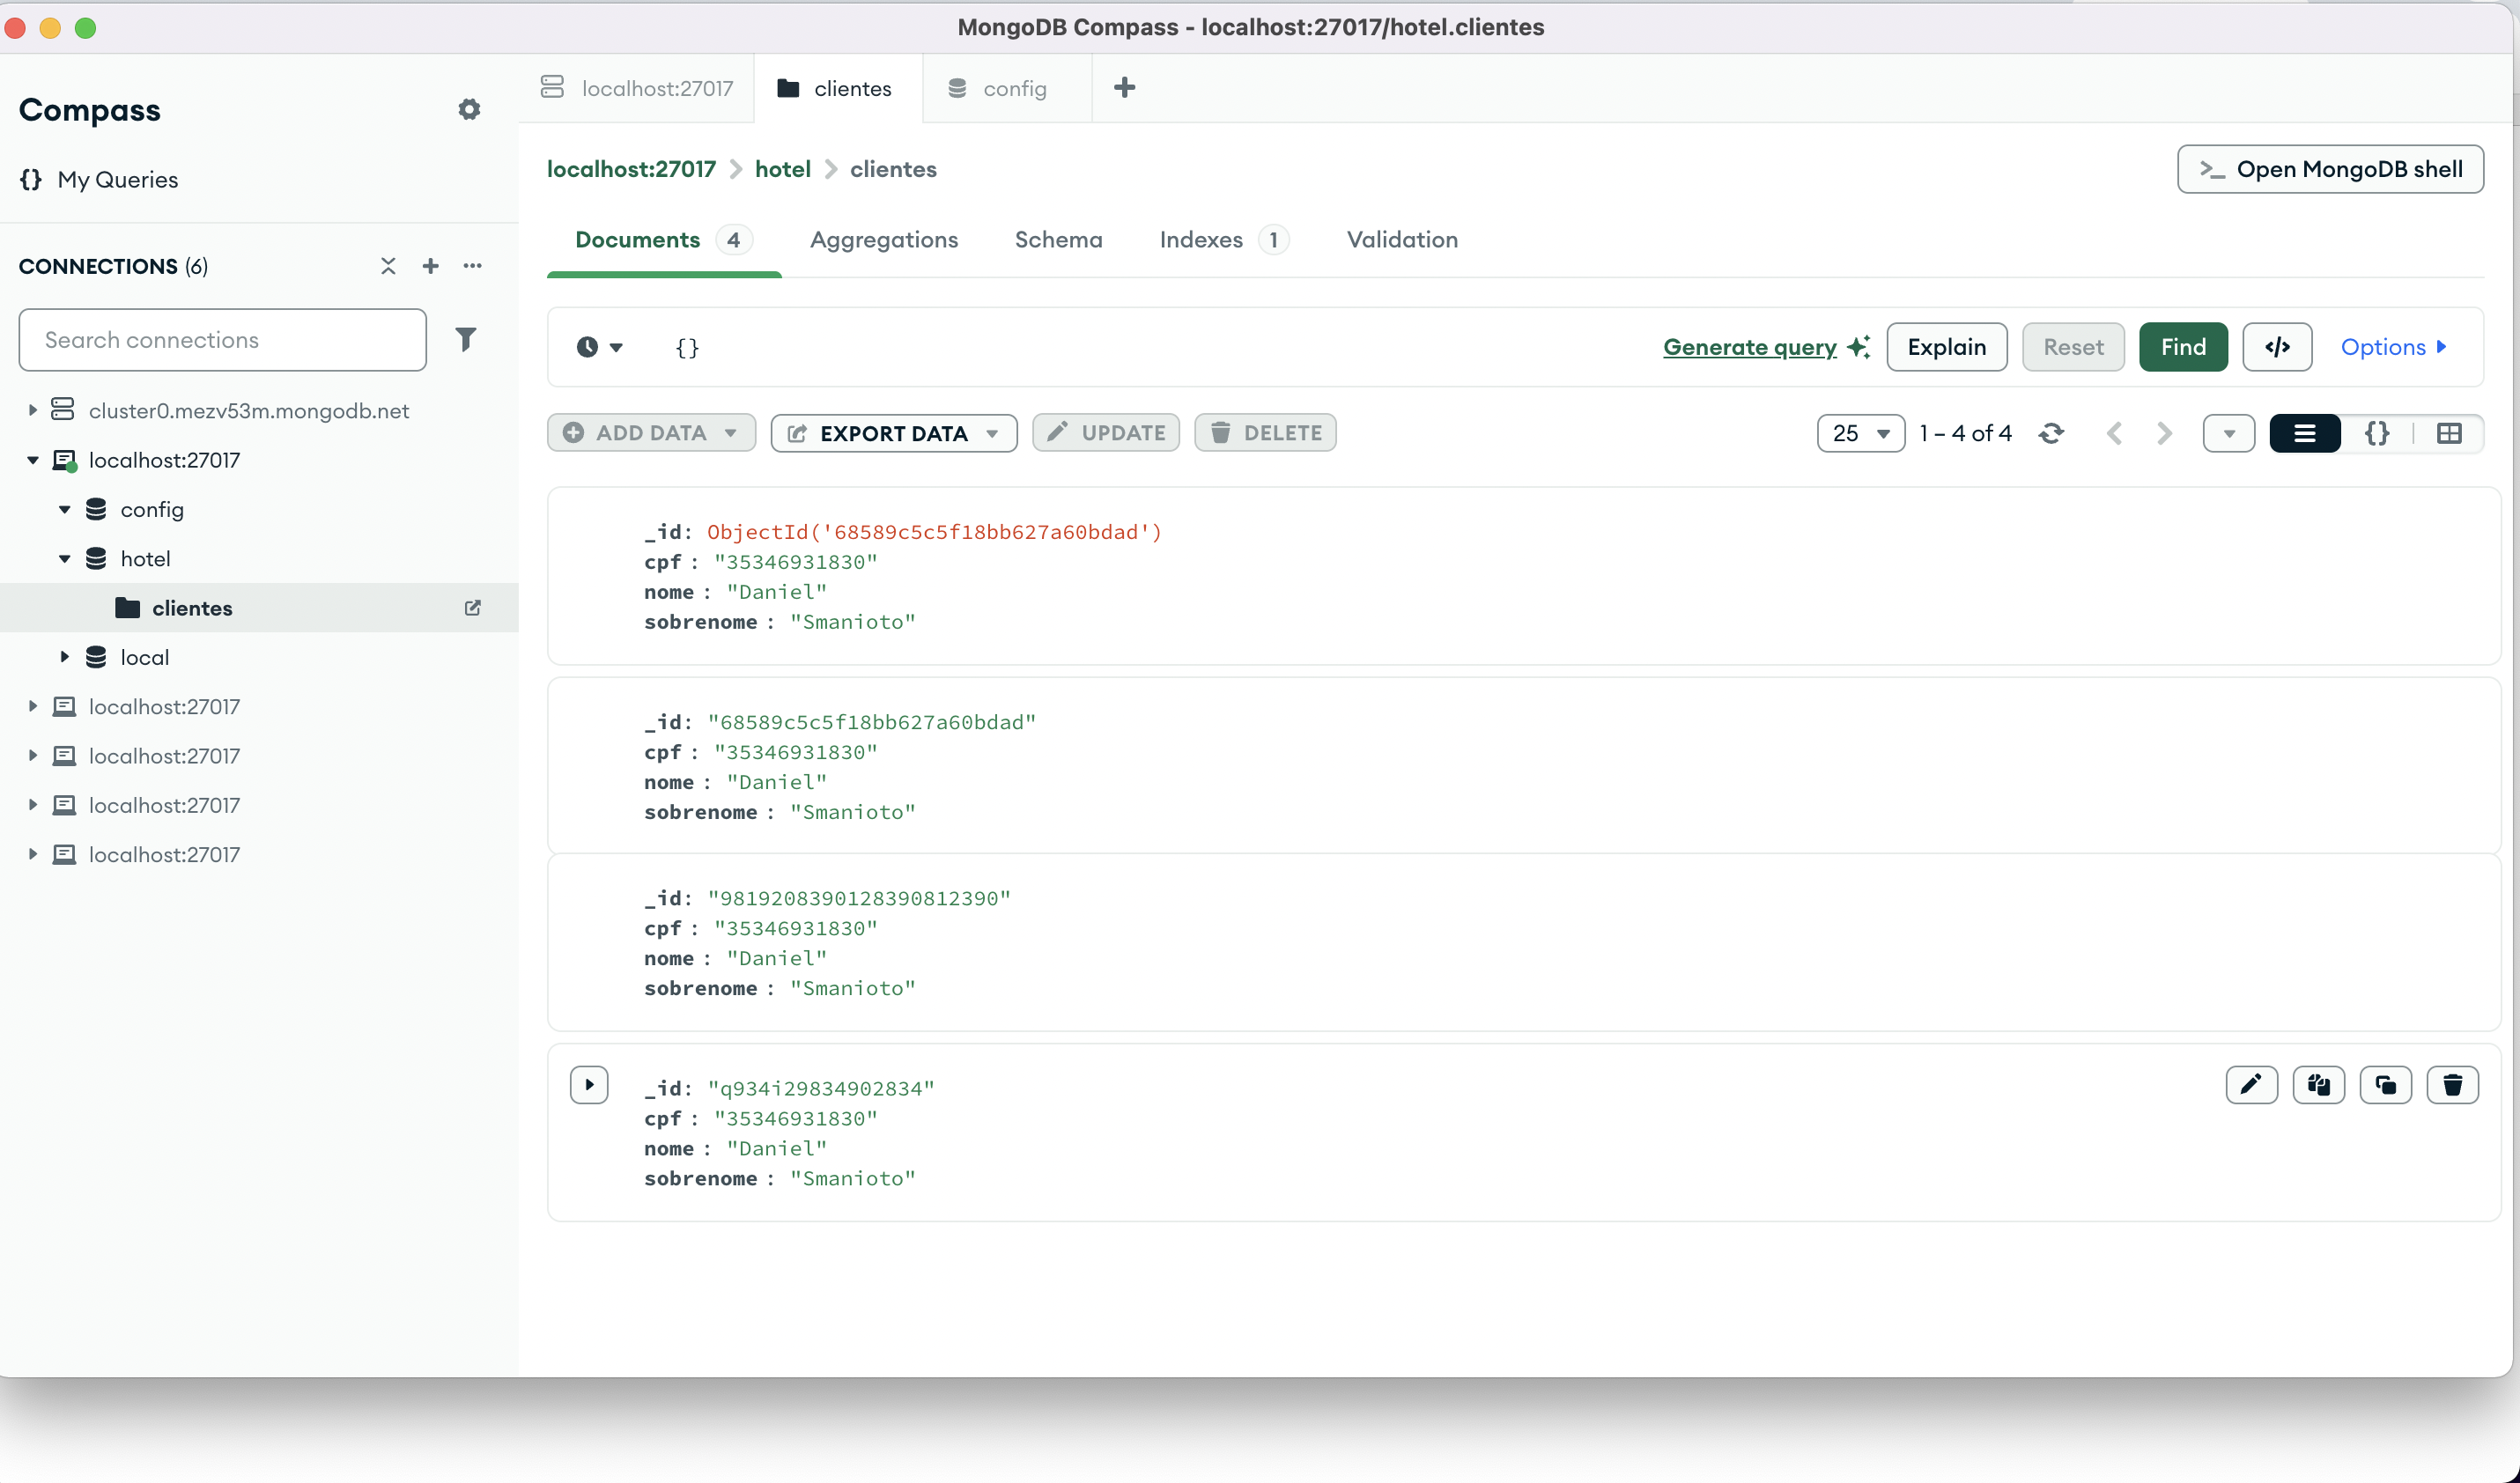 MongoDB Compass - localhost:27017/hotel.clientes
Compass
My Queries
CONNECTIONS (6)
Search connections
cluster0.mezv53m.mongodb.net
localhost:27017
config
hotel
clientes
local
localhost:27017
localhost:27017
localhost:27017
localhost:27017
localhost:27017 clientes config
localhost:27017 > hotel > clientes
>_ Open MongoDB shell
Documents 4 Aggregations Schema Indexes 1 Validation
{} Generate query Explain Reset Find </> Options
ADD DATA EXPORT DATA UPDATE DELETE 25 1 – 4 of 4 {}
_id: ObjectId('68589c5c5f18bb627a60bdad')
cpf : "35346931830"
nome : "Daniel"
sobrenome : "Smanioto"
_id: "68589c5c5f18bb627a60bdad"
cpf : "35346931830"
nome : "Daniel"
sobrenome : "Smanioto"
_id: "9819208390128390812390"
cpf : "35346931830"
nome : "Daniel"
sobrenome : "Smanioto"
_id: "q934i29834902834"
cpf : "35346931830"
nome : "Daniel"
sobrenome : "Smanioto"